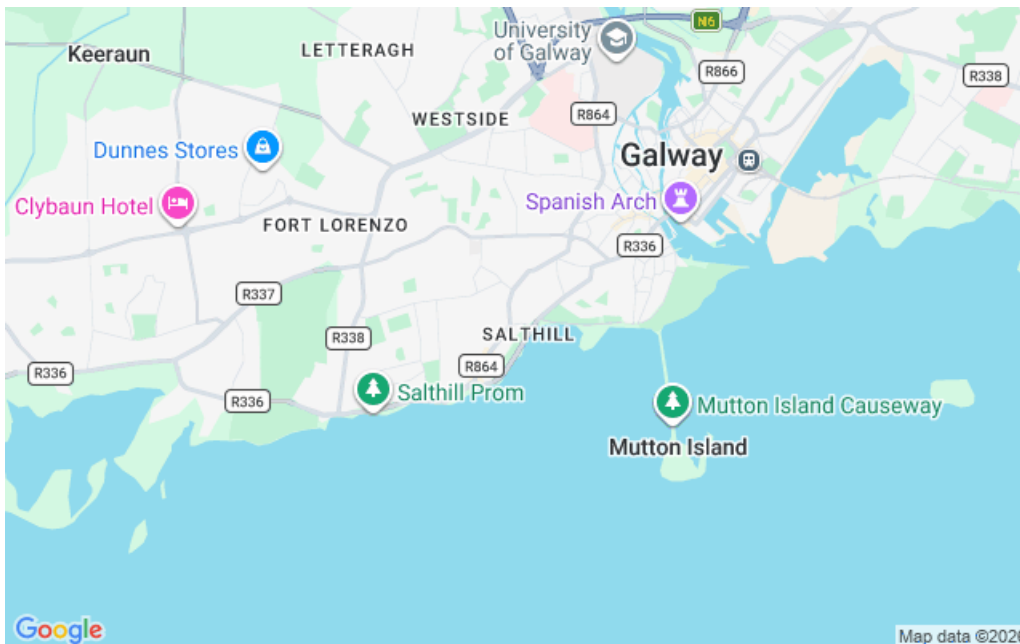 University
of Galway
N6
Keeraun
LETTERAGH
R866
R338
WESTSIDE
R864
Dunnes Stores
Galway
Clybaun Hotel
Spanish Arch
FORT LORENZO
R336
R337
R338
SALTHILL
R336
R864
R336
Salthill Prom
Mutton Island Causeway
Mutton Island
Google
Map data ©202